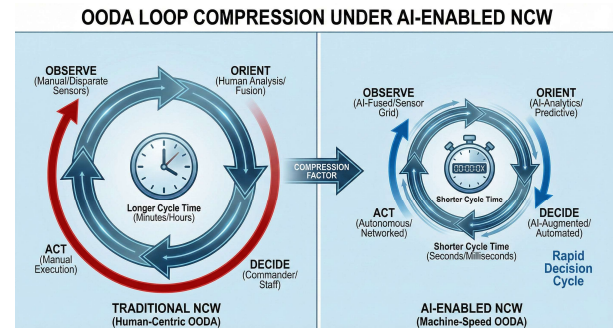 OODA LOOP COMPRESSION UNDER AI-ENABLED NCW
OBSERVE
(Manual/Disparate
Sensors)
ORIENT
(Human Analysis/
Fusion)
Longer Cycle Time
(Minutes/Hours)
ACT
(Manual
Execution)
DECIDE
(Commander/
Staff)
TRADITIONAL NCW
(Human-Centric OODA)
COMPRESSION
FACTOR
OBSERVE
(AI-Fused/Sensor
Grid)
ORIENT
(AI-Analytics/
Predictive)
00:00:0X
Shorter Cycle Time
ACT
(Autonomous/
Networked)
DECIDE
(AI-Augmented/
Automated)
Shorter Cycle Time
(Seconds/Milliseconds)
Rapid
Decision
Cycle
AI-ENABLED NCW
(Machine-Speed OODA)